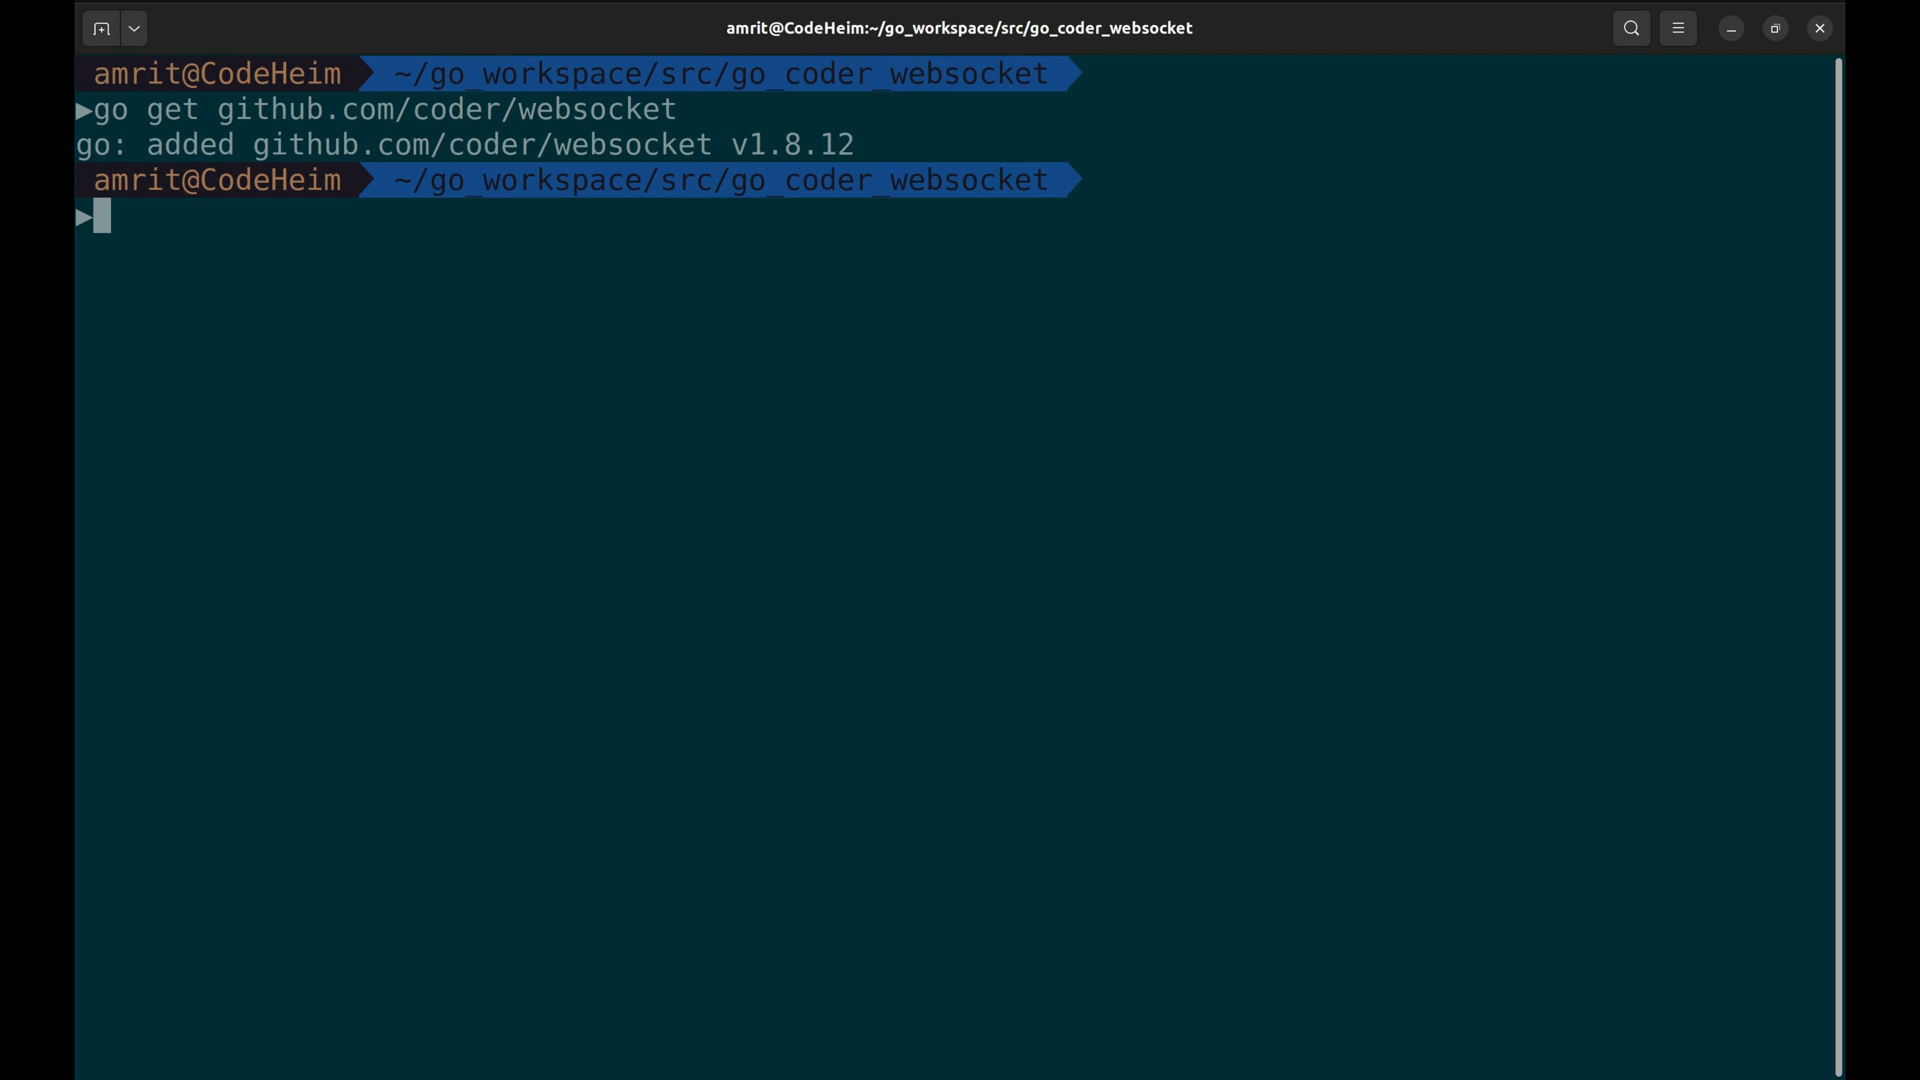 amrit@CodeHeim:~/go_workspace/src/go_coder_websocket
amrit@CodeHeim ~/go_workspace/src/go_coder_websocket
▶go get github.com/coder/websocket
go: added github.com/coder/websocket v1.8.12
amrit@CodeHeim ~/go_workspace/src/go_coder_websocket
▶